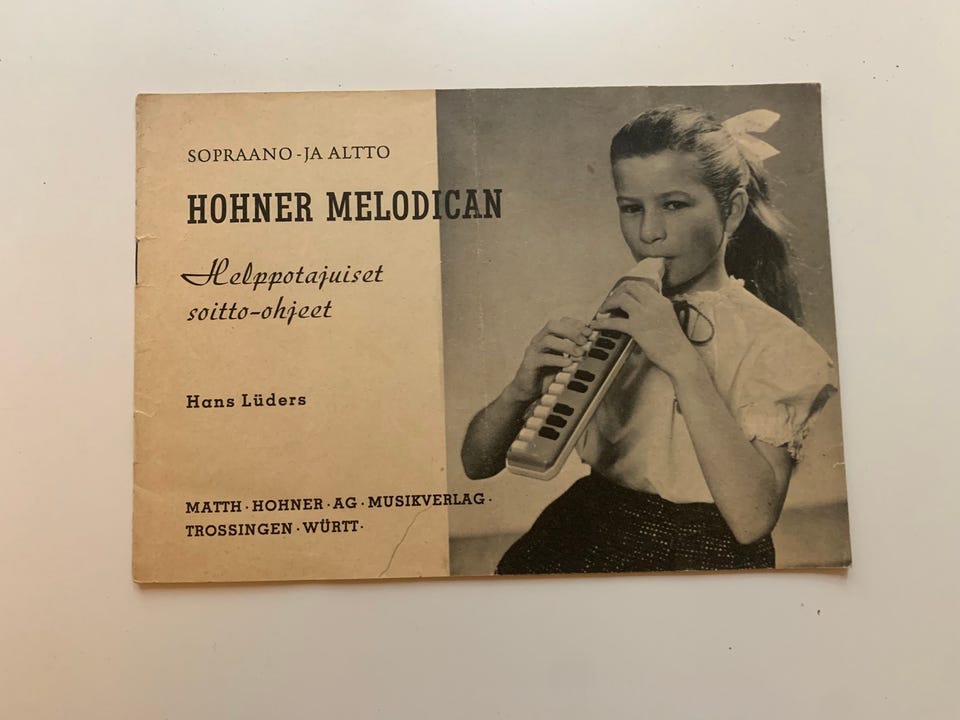 SOPRAANO-JA ALTTO
HOHNER MELODICAN
Helppotajuiset
soitto-ohjeet
Hans Lüders
MATTH·HOHNER·AG·MUSIKVERLAG·
TROSSINGEN·WÜRTT·